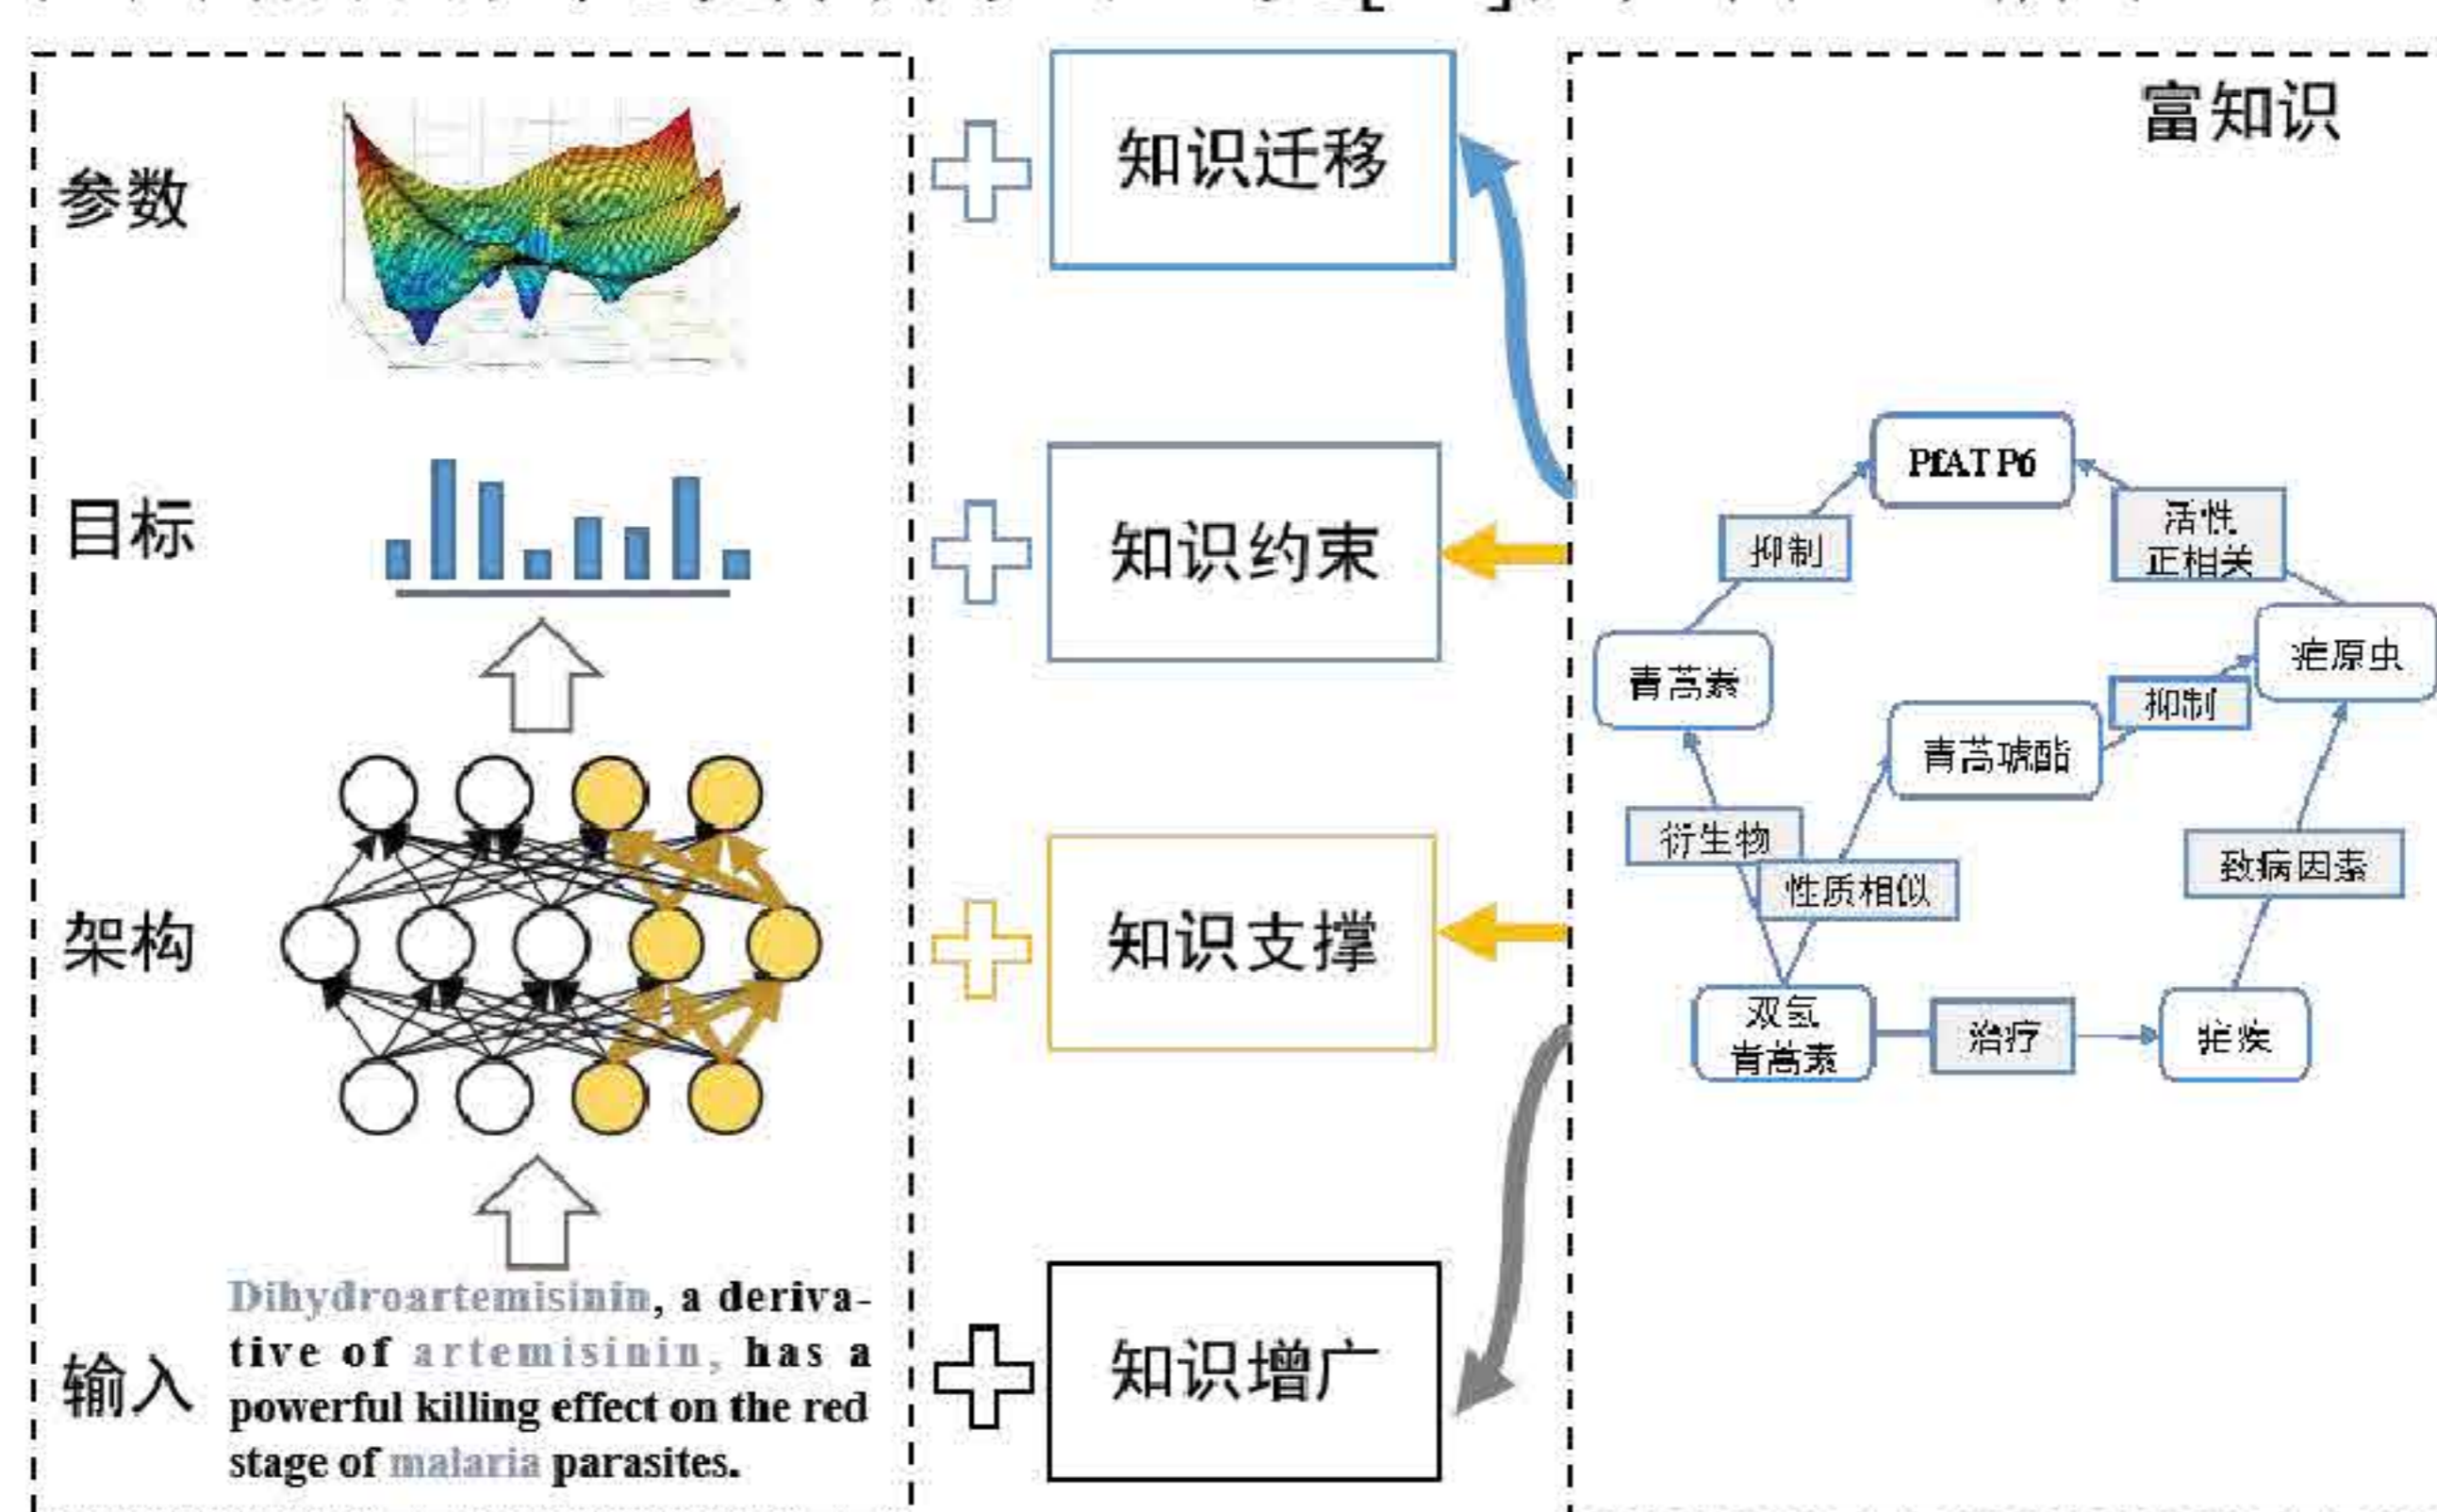 参数
目标
架构
输入
Dihydroartemisinin, a deriva-
tive of artemisinin, has a
powerful killing effect on the red
stage of malaria parasites.
知识迁移
知识约束
知识支撑
知识增广
富知识
PfATP6
抑制
活性
正相关
青蒿素
疟原虫
抑制
青蒿琥酯
衍生物
性质相似
致病因素
双氢
青蒿素
治疗
疟疾